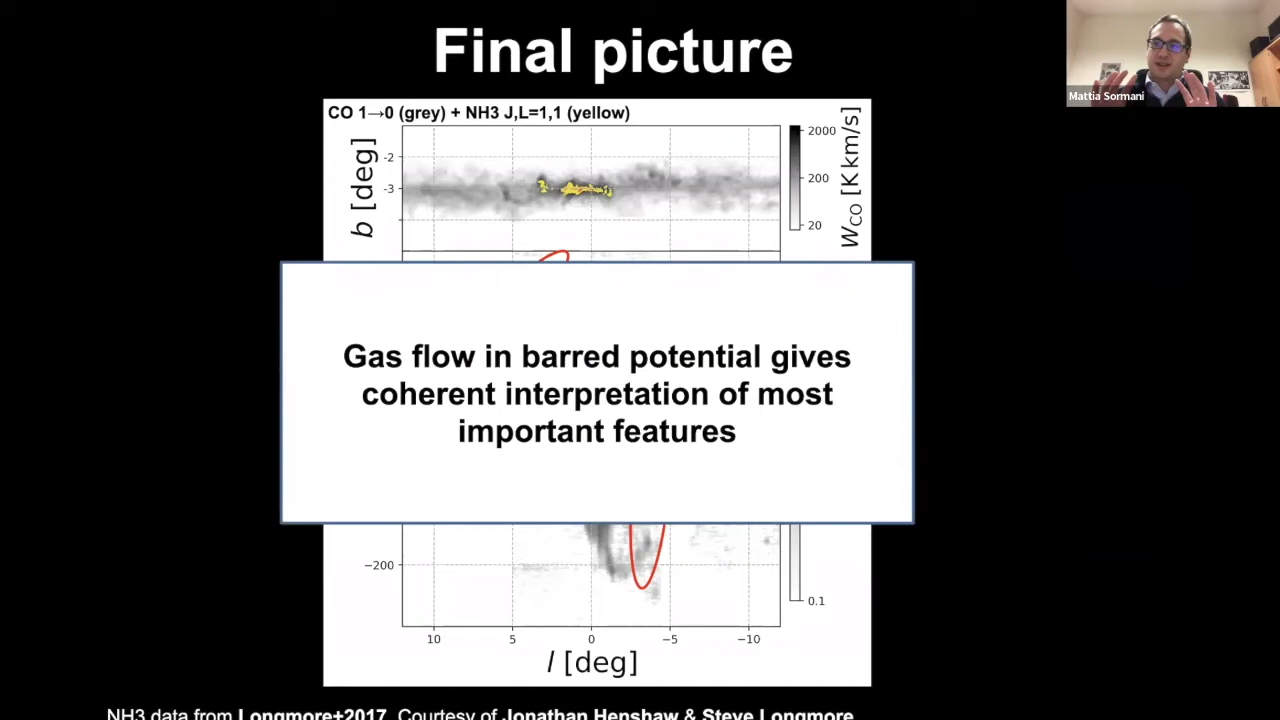 Final picture
Mattia Sormani
CO 1→0 (grey) + NH3 J,L=1,1 (yellow)
b [deg]
-2
-3
2000
200
20
W_CO [K km/s]
Gas flow in barred potential gives
coherent interpretation of most
important features
−200
0.1
10
5
0
−5
−10
l [deg]
NH3 data from Longmore+2017. Courtesy of Jonathan Henshaw & Steve Longmore